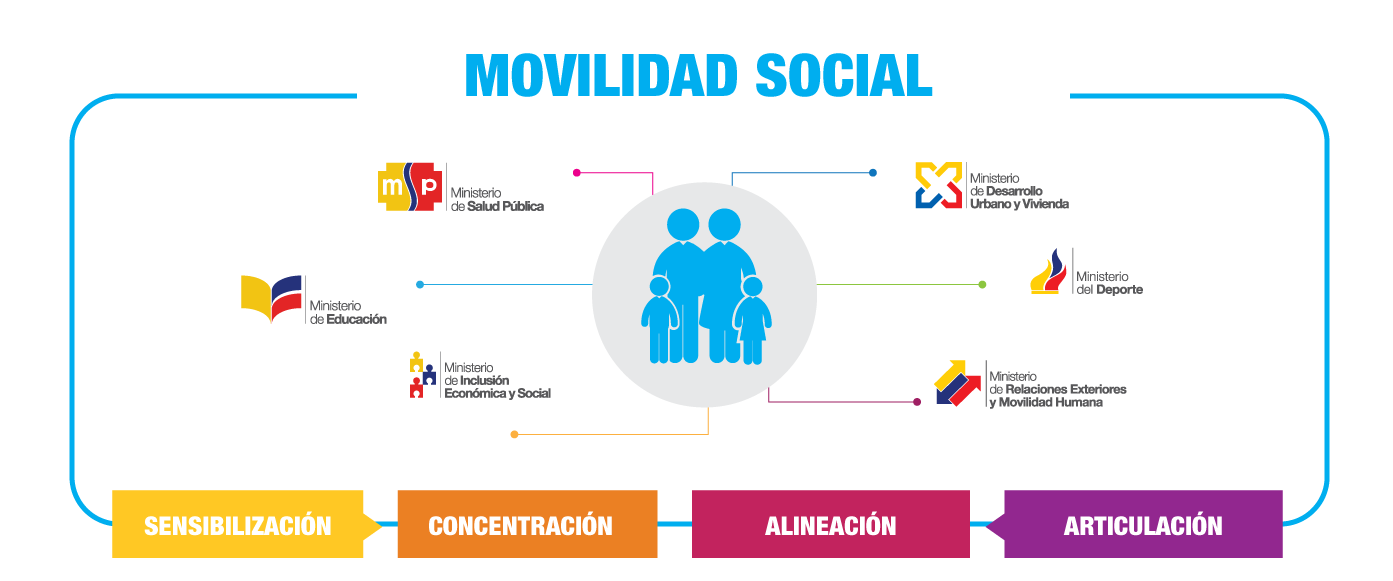 MOVILIDAD SOCIAL
m p
Ministerio
de Salud Pública
Ministerio
de Desarrollo
Urbano y Vivienda
Ministerio
de Educación
Ministerio
del Deporte
Ministerio
de Inclusión
Económica y Social
Ministerio
de Relaciones Exteriores
y Movilidad Humana
SENSIBILIZACIÓN
CONCENTRACIÓN
ALINEACIÓN
ARTICULACIÓN